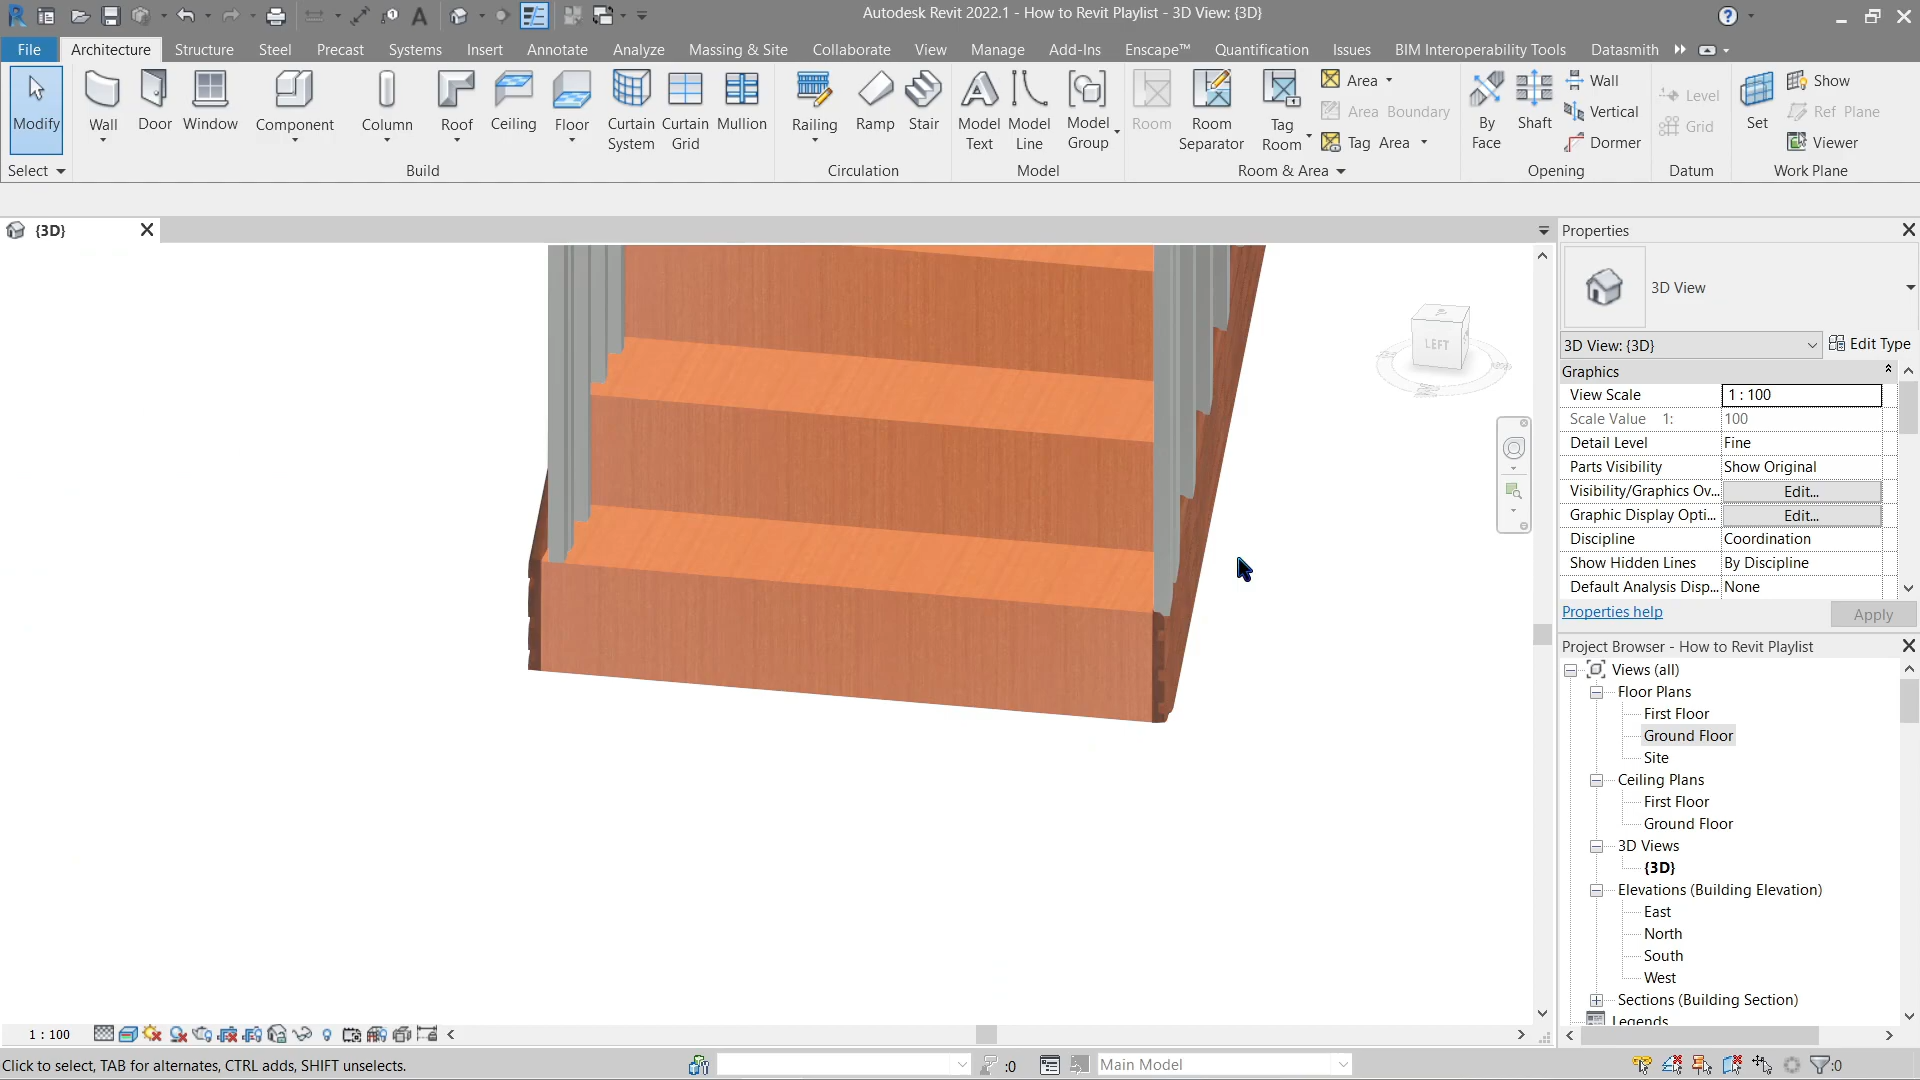 Autodesk Revit 2022.1 - How to Revit Playlist - 3D View: {3D}
File Architecture Structure Steel Precast Systems Insert Annotate Analyze Massing & Site Collaborate View Manage Add-Ins Enscape™ Quantification Issues BIM Interoperability Tools Datasmith
Modify
Wall Door Window Component Column Roof Ceiling Floor Curtain System Curtain Grid Mullion
Railing Ramp Stair
Model Text Model Line Model Group
Room Room Separator Tag Room Area Area Boundary Tag Area
By Face Shaft Wall Vertical Dormer
Level Grid
Set Show Ref Plane Viewer
Select Build Circulation Model Room & Area Opening Datum Work Plane
{3D}
LEFT
Properties
3D View
3D View: {3D} Edit Type
Graphics
View Scale 1 : 100
Scale Value 1: 100
Detail Level Fine
Parts Visibility Show Original
Visibility/Graphics Ov... Edit...
Graphic Display Opti... Edit...
Discipline Coordination
Show Hidden Lines By Discipline
Default Analysis Disp... None
Properties help Apply
Project Browser - How to Revit Playlist
Views (all)
Floor Plans
First Floor
Ground Floor
Site
Ceiling Plans
First Floor
Ground Floor
3D Views
{3D}
Elevations (Building Elevation)
East
North
South
West
Sections (Building Section)
Legends
1 : 100
Click to select, TAB for alternates, CTRL adds, SHIFT unselects. :0 Main Model :0